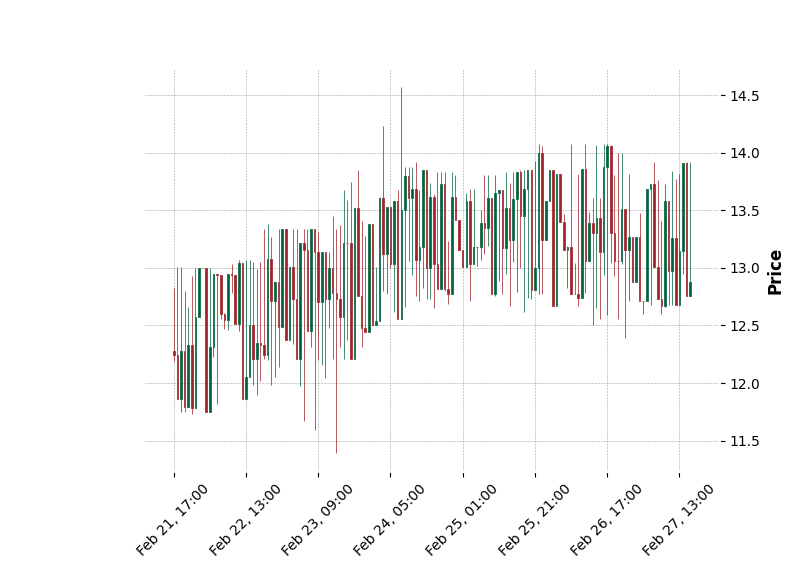 14.5
14.0
13.5
13.0
12.5
12.0
11.5
Price
Feb 21, 17:00
Feb 22, 13:00
Feb 23, 09:00
Feb 24, 05:00
Feb 25, 01:00
Feb 25, 21:00
Feb 26, 17:00
Feb 27, 13:00